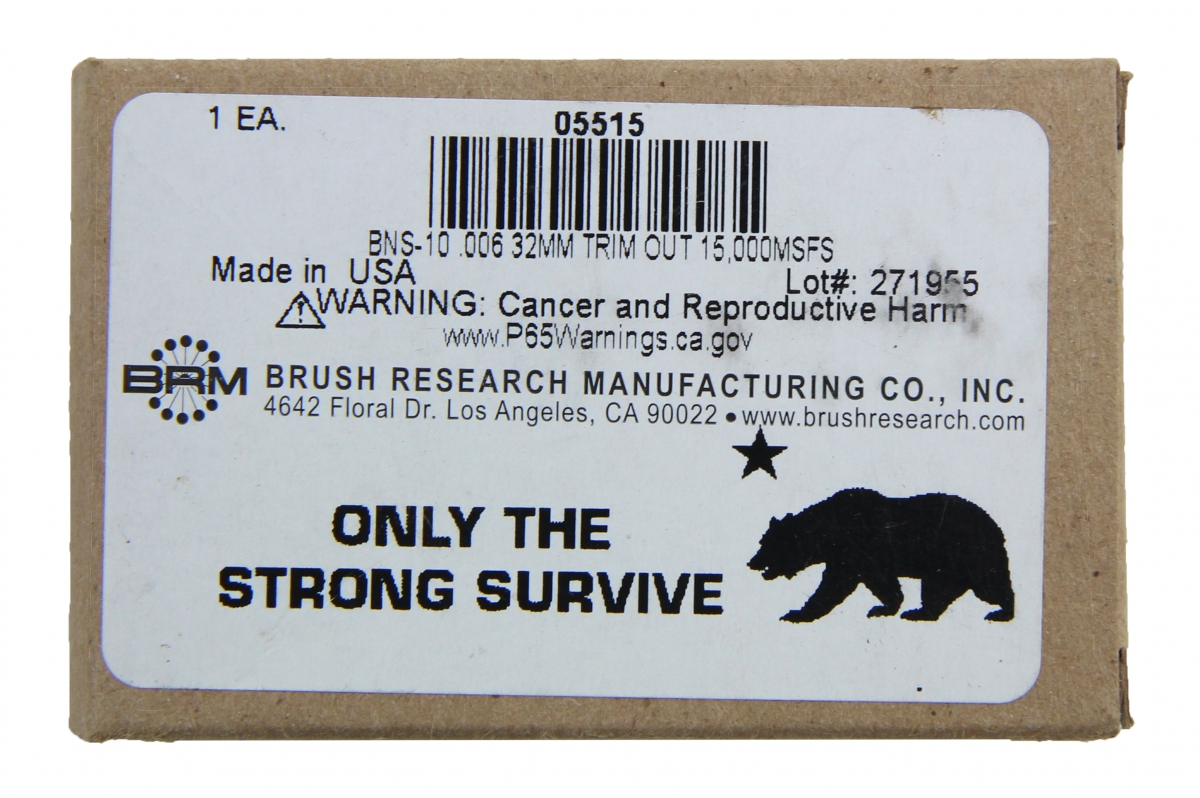 1 EA.
05515
BNS-10 .006 32MM TRIM OUT 15,000MSFS
Made in USA
Lot#: 271955
WARNING: Cancer and Reproductive Harm
www.P65Warnings.ca.gov
BRM
BRUSH RESEARCH MANUFACTURING CO., INC.
4642 Floral Dr. Los Angeles, CA 90022 • www.brushresearch.com
ONLY THE
STRONG SURVIVE